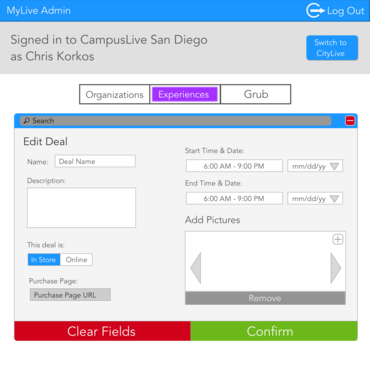 MyLive Admin
Log Out
Signed in to CampusLive San Diego
as Chris Korkos
Switch to
CityLive
Organizations
Experiences
Grub
Search
Edit Deal
Name:
Deal Name
Description:
This deal is:
In Store
Online
Purchase Page:
Purchase Page URL
Start Time & Date:
6:00 AM - 9:00 PM
mm/dd/yy
End Time & Date:
6:00 AM - 9:00 PM
mm/dd/yy
Add Pictures
Remove
Clear Fields
Confirm